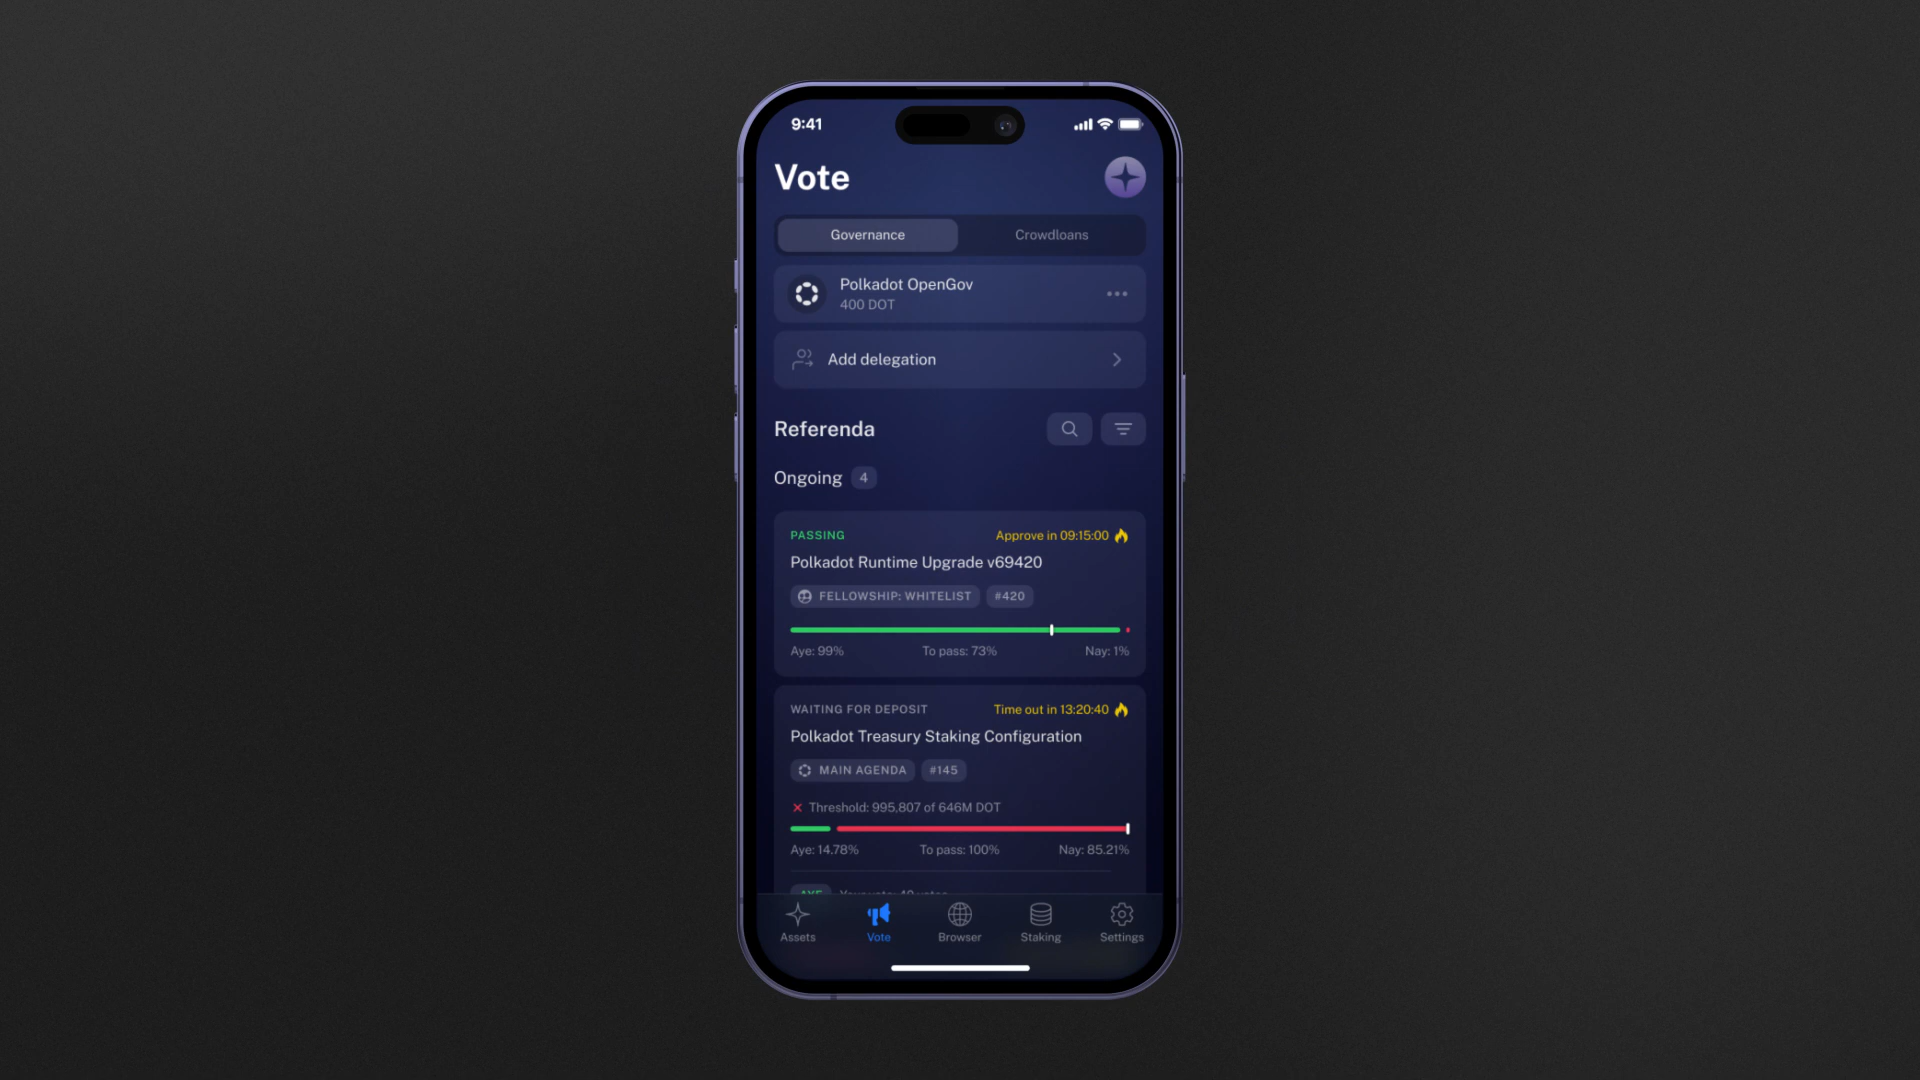 9:41
Vote
Governance
Crowdloans
Polkadot OpenGov
400 DOT
Add delegation
Referenda
Ongoing 4
PASSING
Approve in 09:15:00
Polkadot Runtime Upgrade v69420
FELLOWSHIP: WHITELIST
#420
Aye: 99%
To pass: 73%
Nay: 1%
WAITING FOR DEPOSIT
Time out in 13:20:40
Polkadot Treasury Staking Configuration
MAIN AGENDA
#145
Threshold: 995,807 of 646M DOT
Aye: 14.78%
To pass: 100%
Nay: 85.21%
Assets
Vote
Browser
Staking
Settings